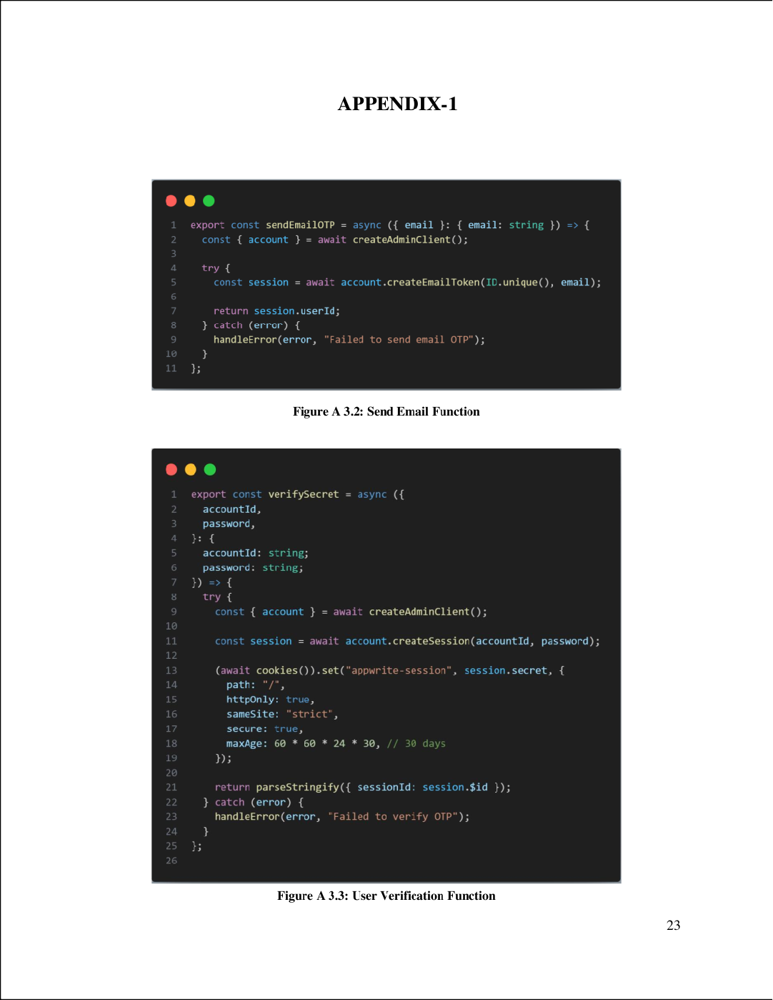 APPENDIX-1
1 export const sendEmailOTP = async ({ email }: { email: string }) => {
2   const { account } = await createAdminClient();
3
4   try {
5     const session = await account.createEmailToken(ID.unique(), email);
6
7     return session.userId;
8   } catch (error) {
9     handleError(error, "Failed to send email OTP");
10   }
11 };
Figure A 3.2: Send Email Function
1 export const verifySecret = async ({
2   accountId,
3   password,
4 }: {
5   accountId: string;
6   password: string;
7 }) => {
8   try {
9     const { account } = await createAdminClient();
10
11     const session = await account.createSession(accountId, password);
12
13     (await cookies()).set("appwrite-session", session.secret, {
14       path: "/",
15       httpOnly: true,
16       sameSite: "strict",
17       secure: true,
18       maxAge: 60 * 60 * 24 * 30, // 30 days
19     });
20
21     return parseStringify({ sessionId: session.$id });
22   } catch (error) {
23     handleError(error, "Failed to verify OTP");
24   }
25 };
26
Figure A 3.3: User Verification Function
23